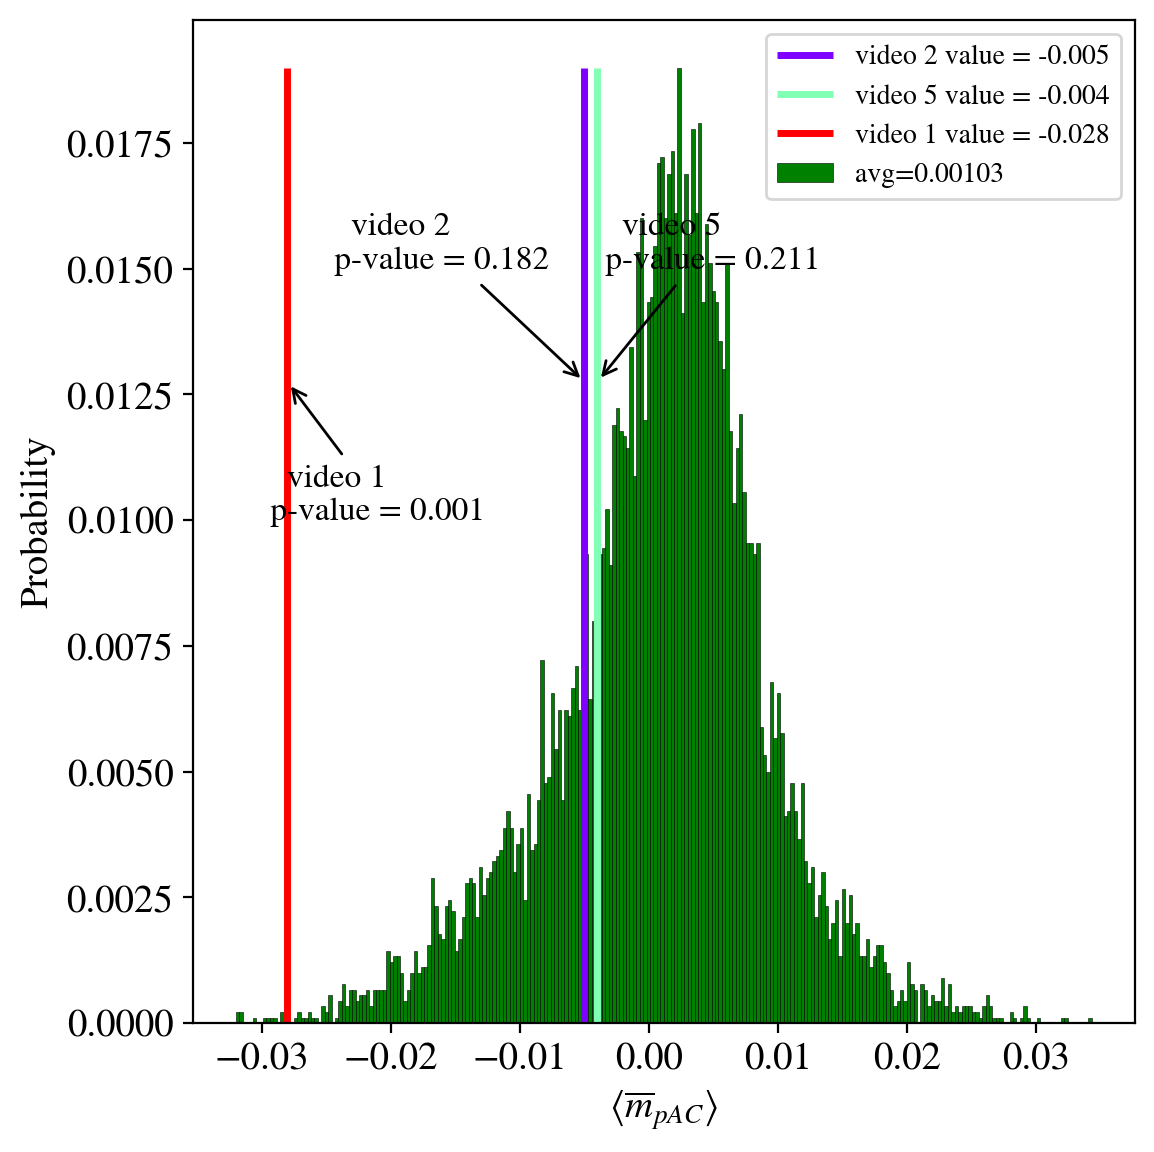 video 2 value = -0.005
video 5 value = -0.004
video 1 value = -0.028
avg=0.00103
0.0175
0.0150
0.0125
0.0100
0.0075
0.0050
0.0025
0.0000
Probability
video 2
p-value = 0.182
video 5
p-value = 0.211
video 1
p-value = 0.001
−0.03 −0.02 −0.01 0.00 0.01 0.02 0.03
⟨m̅_{pAC}⟩